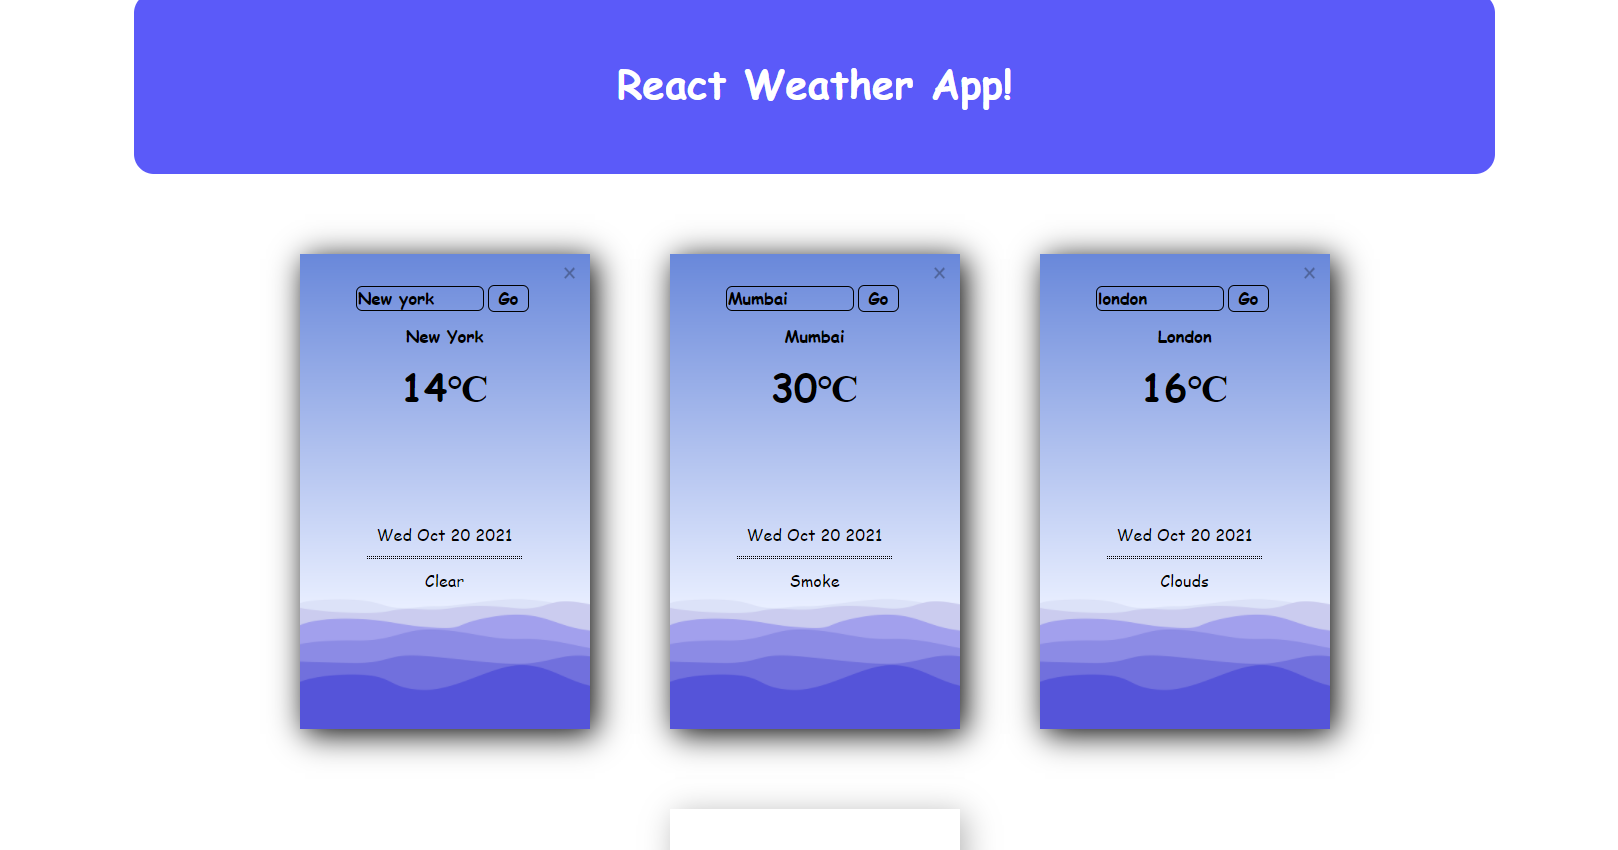 React Weather App!
×
New york Go
New York
14°C
Wed Oct 20 2021
Clear
×
Mumbai Go
Mumbai
30°C
Wed Oct 20 2021
Smoke
×
london Go
London
16°C
Wed Oct 20 2021
Clouds